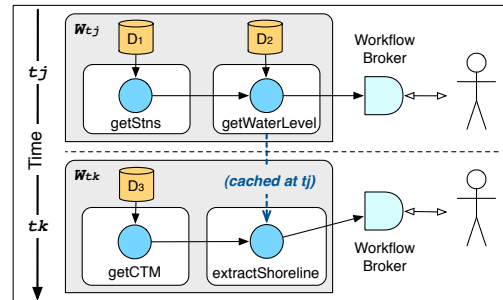 Wtj
D1
D2
Workflow
Broker
tj
getStns
getWaterLevel
Time
Wtk
(cached at tj)
D3
tk
getCTM
extractShoreline
Workflow
Broker